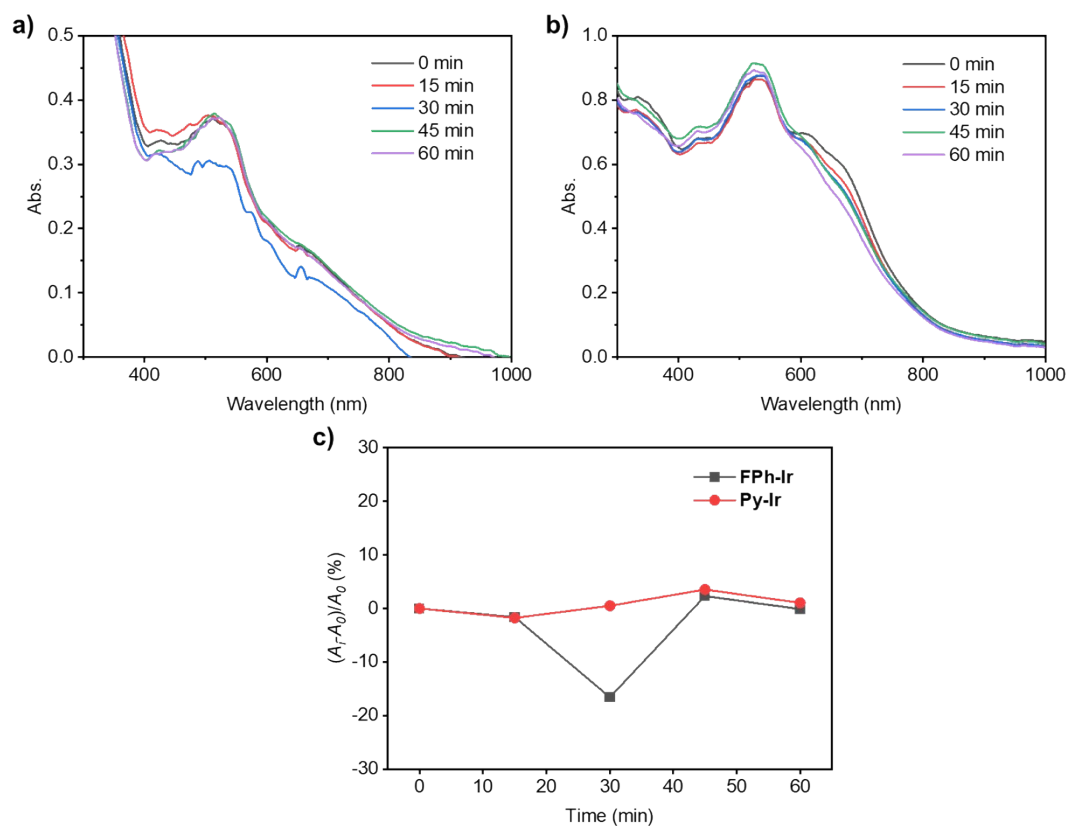 a)
0.5
0.4
0.3
0.2
0.1
0.0
Abs.
0 min
15 min
30 min
45 min
60 min
400 600 800 1000
Wavelength (nm)
b)
1.0
0.8
0.6
0.4
0.2
0.0
Abs.
0 min
15 min
30 min
45 min
60 min
400 600 800 1000
Wavelength (nm)
c)
30
20
10
0
-10
-20
-30
(Ai-A0)/A0 (%)
FPh-Ir
Py-Ir
0 10 20 30 40 50 60
Time (min)